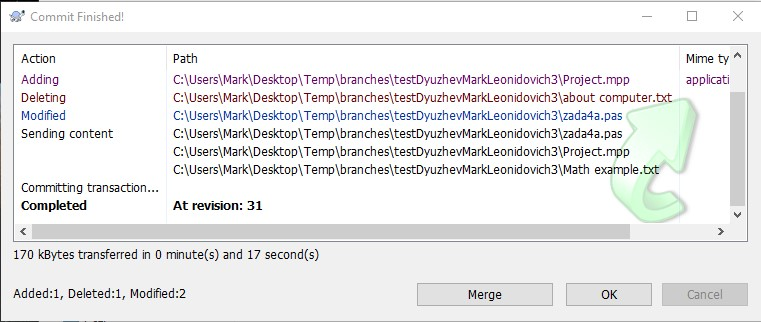 Commit Finished!
Action Path Mime ty
Adding C:\Users\Mark\Desktop\Temp\branches\testDyuzhevMarkLeonidovich3\Project.mpp applicati
Deleting C:\Users\Mark\Desktop\Temp\branches\testDyuzhevMarkLeonidovich3\about computer.txt
Modified C:\Users\Mark\Desktop\Temp\branches\testDyuzhevMarkLeonidovich3\zada4a.pas
Sending content C:\Users\Mark\Desktop\Temp\branches\testDyuzhevMarkLeonidovich3\zada4a.pas
C:\Users\Mark\Desktop\Temp\branches\testDyuzhevMarkLeonidovich3\Project.mpp
C:\Users\Mark\Desktop\Temp\branches\testDyuzhevMarkLeonidovich3\Math example.txt
Committing transaction...
Completed At revision: 31
170 kBytes transferred in 0 minute(s) and 17 second(s)
Added:1, Deleted:1, Modified:2 Merge OK Cancel